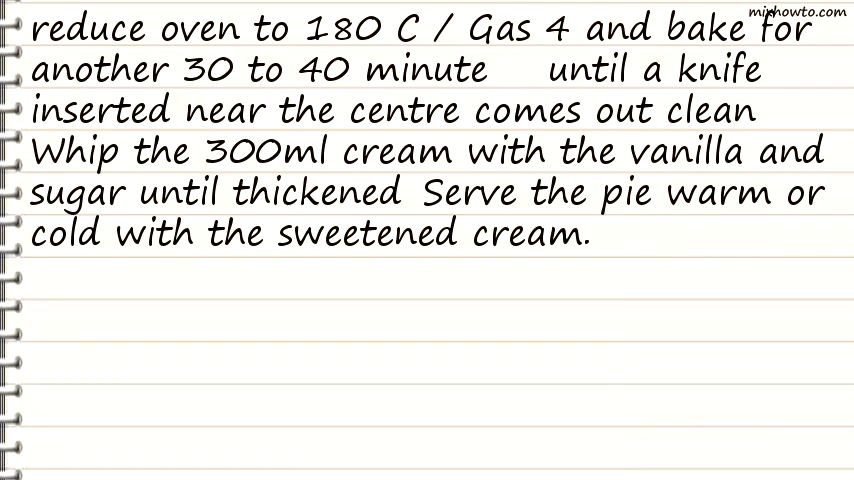 mixhowto.com
reduce oven to 180 C / Gas 4 and bake for
another 30 to 40 minute until a knife
inserted near the centre comes out clean
Whip the 300ml cream with the vanilla and
sugar until thickened Serve the pie warm or
cold with the sweetened cream.